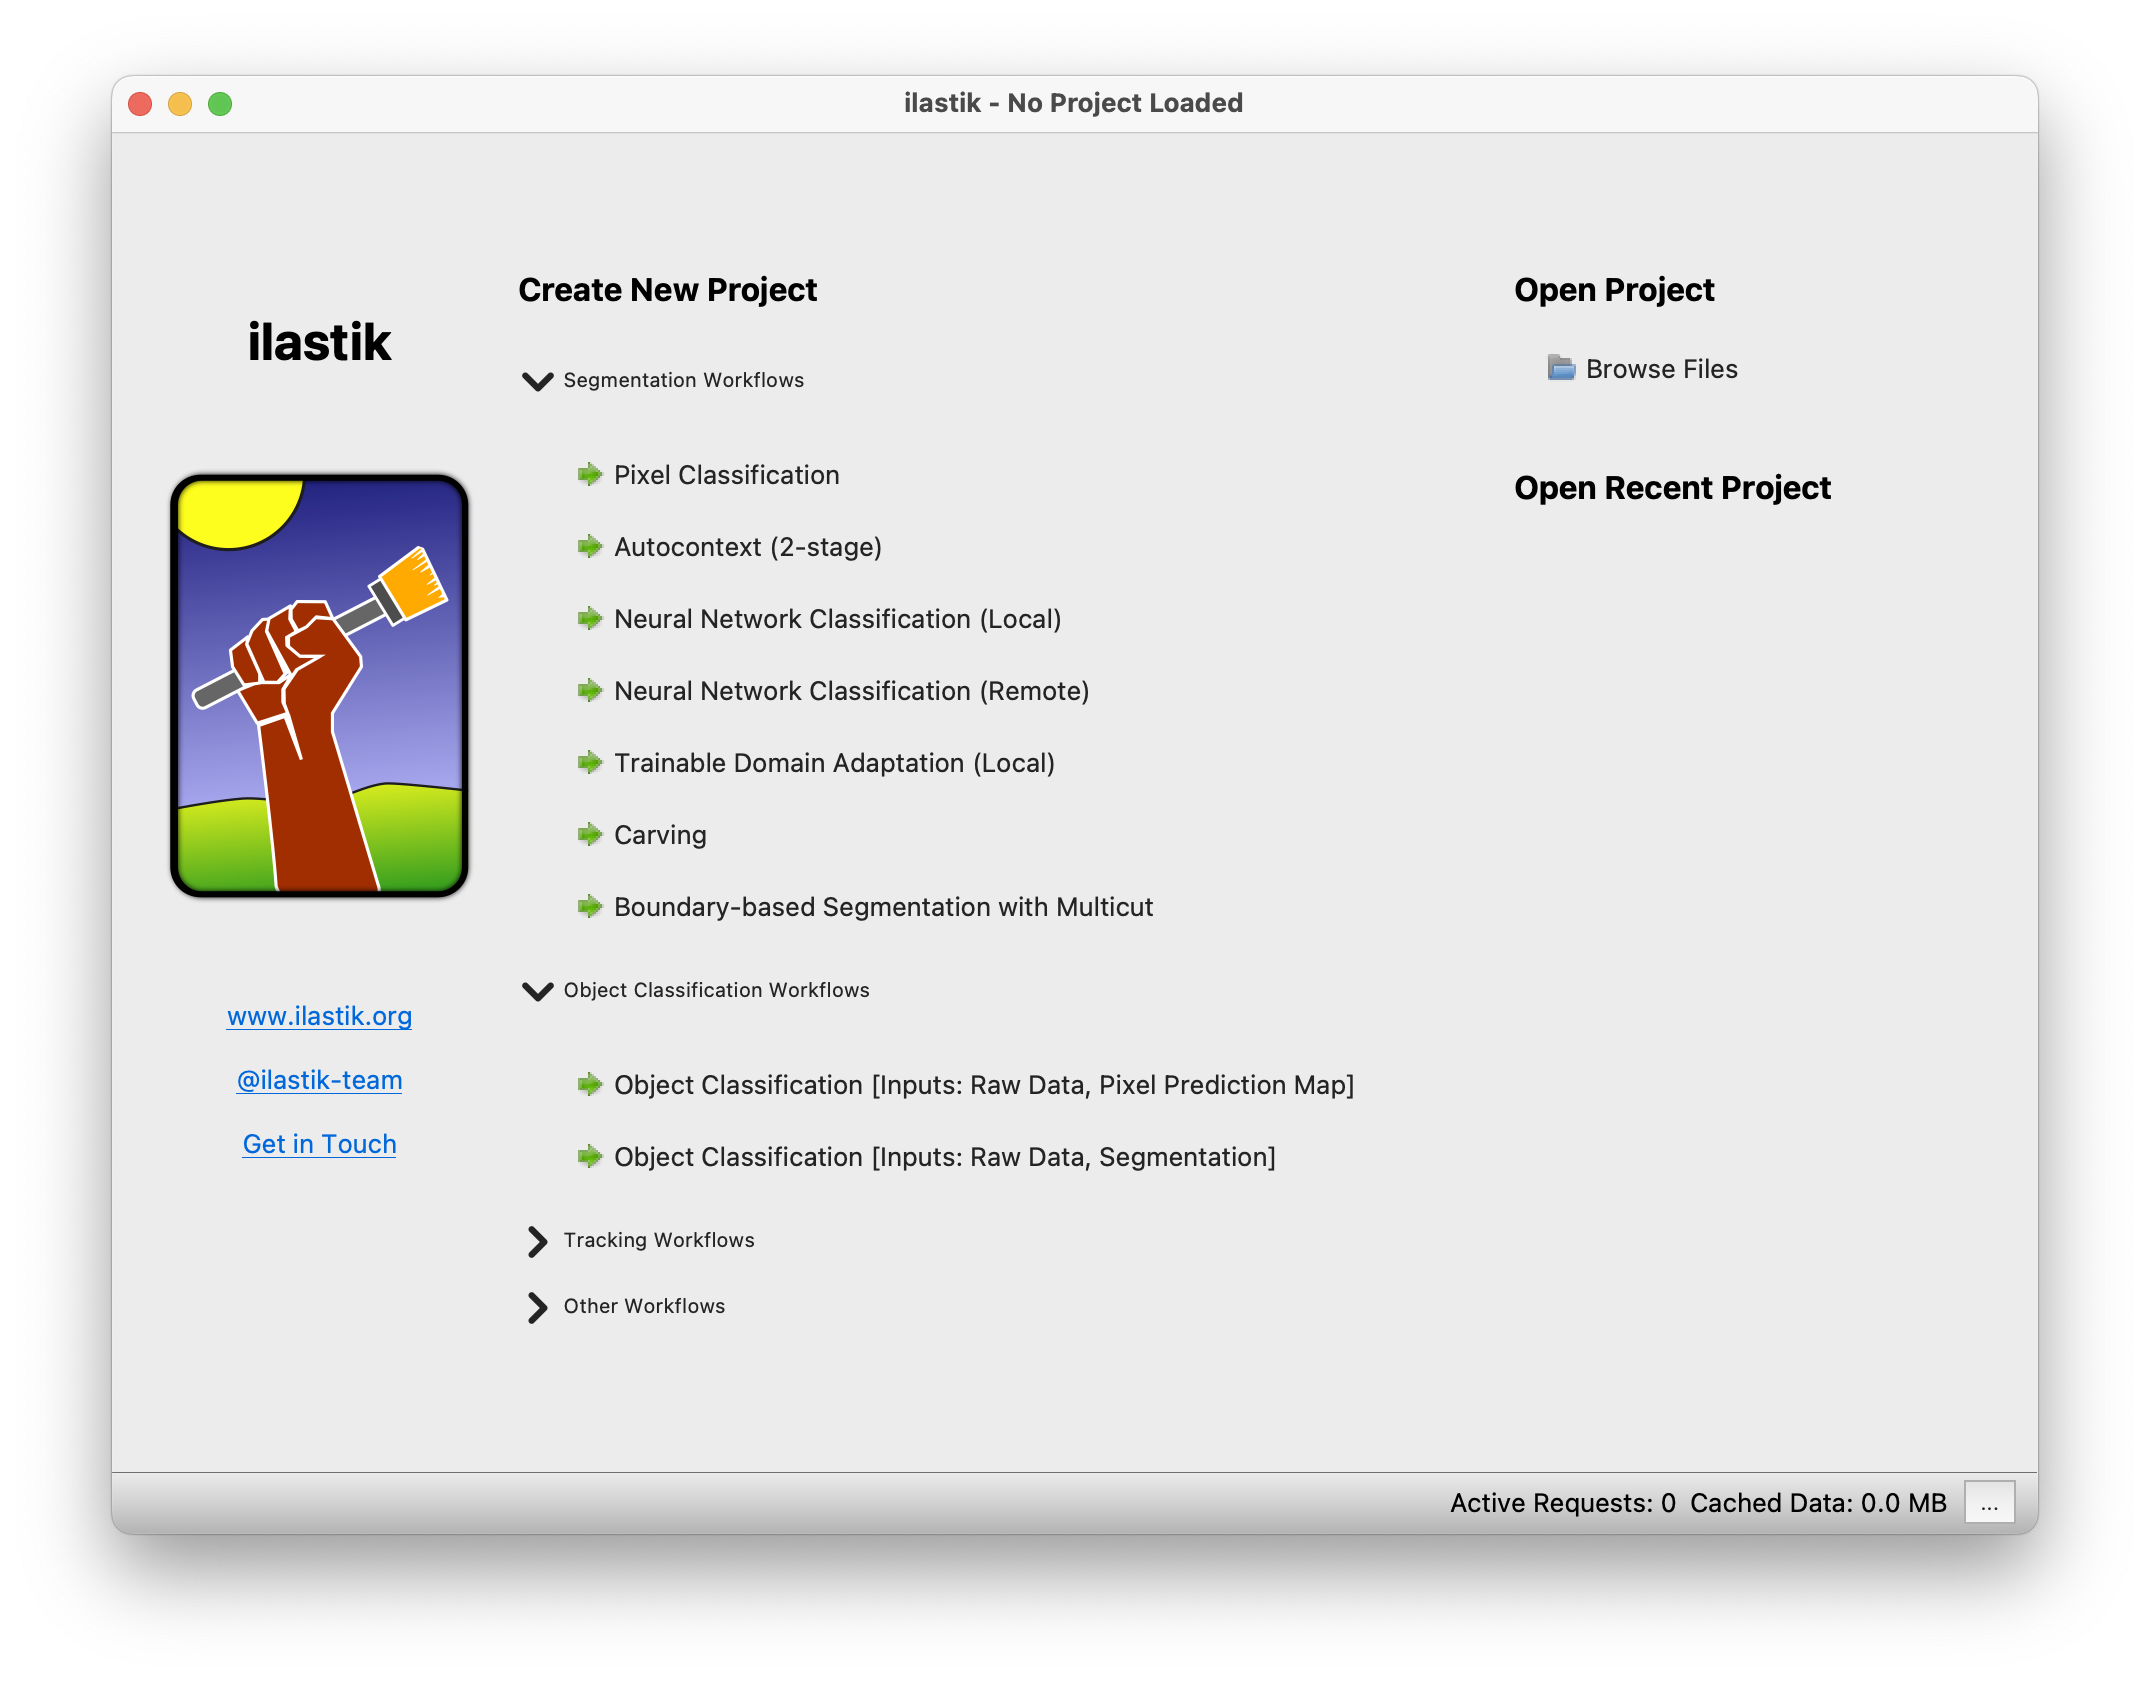 ilastik - No Project Loaded
ilastik
www.ilastik.org
@ilastik-team
Get in Touch
Create New Project
Segmentation Workflows
Pixel Classification
Autocontext (2-stage)
Neural Network Classification (Local)
Neural Network Classification (Remote)
Trainable Domain Adaptation (Local)
Carving
Boundary-based Segmentation with Multicut
Object Classification Workflows
Object Classification [Inputs: Raw Data, Pixel Prediction Map]
Object Classification [Inputs: Raw Data, Segmentation]
Tracking Workflows
Other Workflows
Open Project
Browse Files
Open Recent Project
Active Requests: 0 Cached Data: 0.0 MB ...